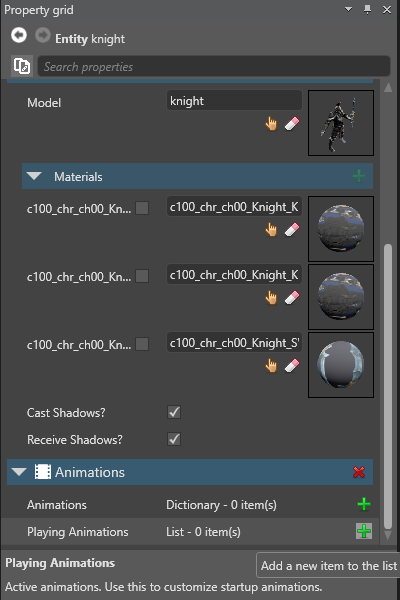 Property grid
Entity knight
Search properties
Model
knight
Materials
c100_chr_ch00_Kn...
c100_chr_ch00_Knight_K
c100_chr_ch00_Kn...
c100_chr_ch00_Knight_K
c100_chr_ch00_Kn...
c100_chr_ch00_Knight_S
Cast Shadows?
Receive Shadows?
Animations
Animations
Dictionary - 0 item(s)
Playing Animations
List - 0 item(s)
Playing Animations
Add a new item to the list
Active animations. Use this to customize startup animations.